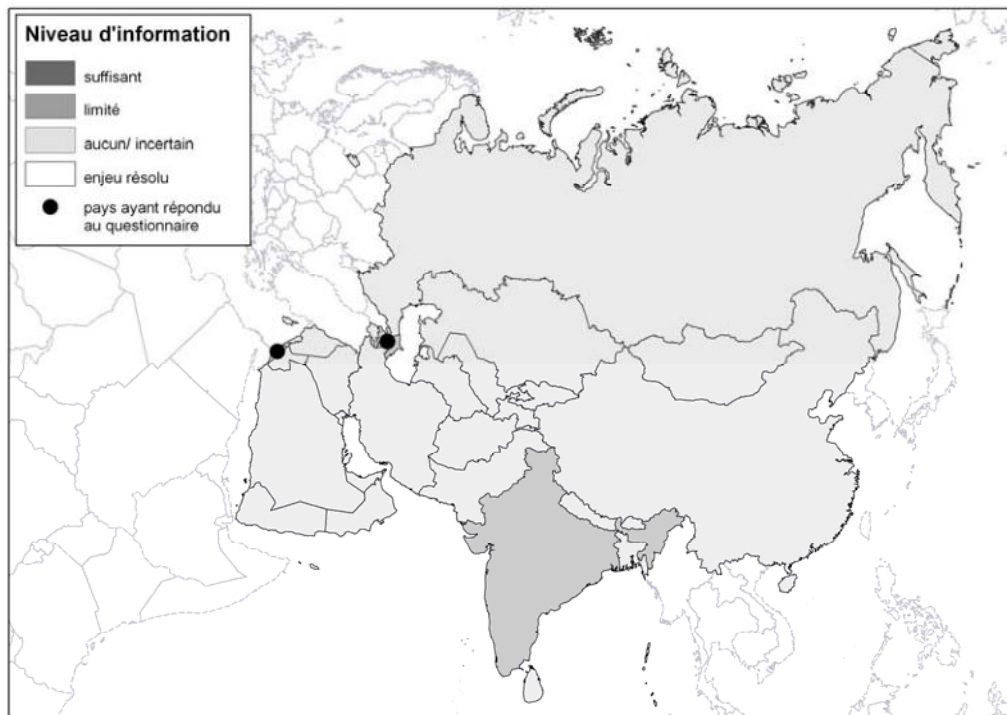 Niveau d'information
suffisant
limité
aucun/ incertain
enjeu résolu
pays ayant répondu
au questionnaire